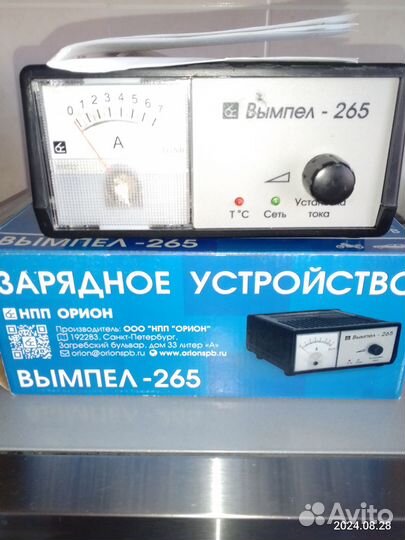 0 1 2 3 4 5 6 7
A
Вымпел - 265
T °C
Сеть
Установка
тока
ВЫМПЕЛ-265
ЗАРЯДНОЕ УСТРОЙСТВО
НПП ОРИОН
Производитель: ООО "НПП "ОРИОН"
192283, Санкт-Петербург,
Загребский бульвар, дом 33 литер «А»
orion@orionspb.ru www.orionspb.ru
Вымпел - 265
A
ВЫМПЕЛ -265
Avito
2024.08.28